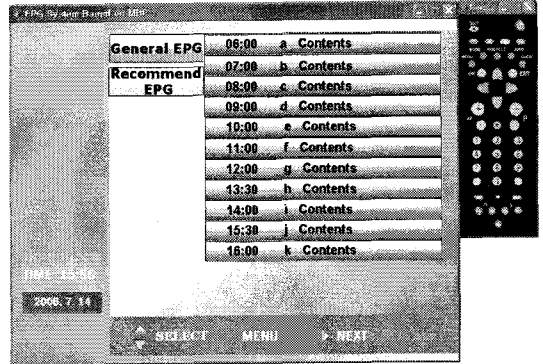 EPG System Based on MHP
General EPG
Recommend
EPG
06:00 a Contents
07:00 b Contents
08:00 c Contents
09:00 d Contents
10:00 e Contents
11:00 f Contents
12:00 g Contents
13:30 h Contents
14:00 i Contents
15:30 j Contents
16:00 k Contents
TIME
2006. 7. 14
SELECT MENU NEXT